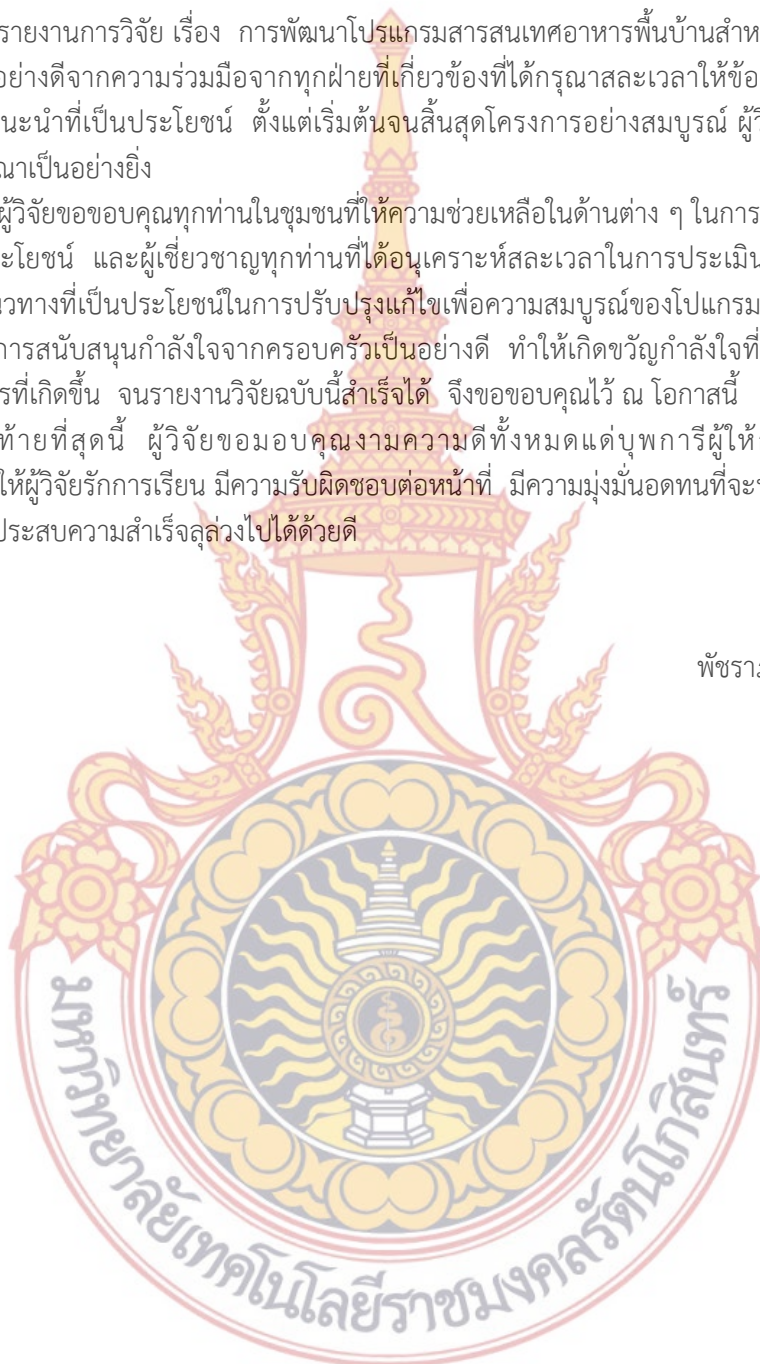 รายงานการวิจัย เรื่อง การพัฒนาโปรแกรมสารสนเทศอาหารพื้นบ้านสำห
อย่างดีจากความร่วมมือจากทุกฝ่ายที่เกี่ยวข้องที่ได้กรุณาสละเวลาให้ข้อ
นะนำที่เป็นประโยชน์ ตั้งแต่เริ่มต้นจนสิ้นสุดโครงการอย่างสมบูรณ์ ผู้วิ
ณาเป็นอย่างยิ่ง
ผู้วิจัยขอขอบคุณทุกท่านในชุมชนที่ให้ความช่วยเหลือในด้านต่าง ๆ ในการ
ะโยชน์ และผู้เชี่ยวชาญทุกท่านที่ได้อนุเคราะห์สละเวลาในการประเมิน
นวทางที่เป็นประโยชน์ในการปรับปรุงแก้ไขเพื่อความสมบูรณ์ของโปแกรม
การสนับสนุนกำลังใจจากครอบครัวเป็นอย่างดี ทำให้เกิดขวัญกำลังใจที่
รที่เกิดขึ้น จนรายงานวิจัยฉบับนี้สำเร็จได้ จึงขอขอบคุณไว้ ณ โอกาสนี้
ท้ายที่สุดนี้ ผู้วิจัยขอมอบคุณงามความดีทั้งหมดแด่บุพการีผู้ให้
ให้ผู้วิจัยรักการเรียน มีความรับผิดชอบต่อหน้าที่ มีความมุ่งมั่นอดทนที่จะ
ประสบความสำเร็จลุล่วงไปได้ด้วยดี
พัชรา
มหาวิทยาลัยเทคโนโลยีราชมงคลรัตนโกสินทร์